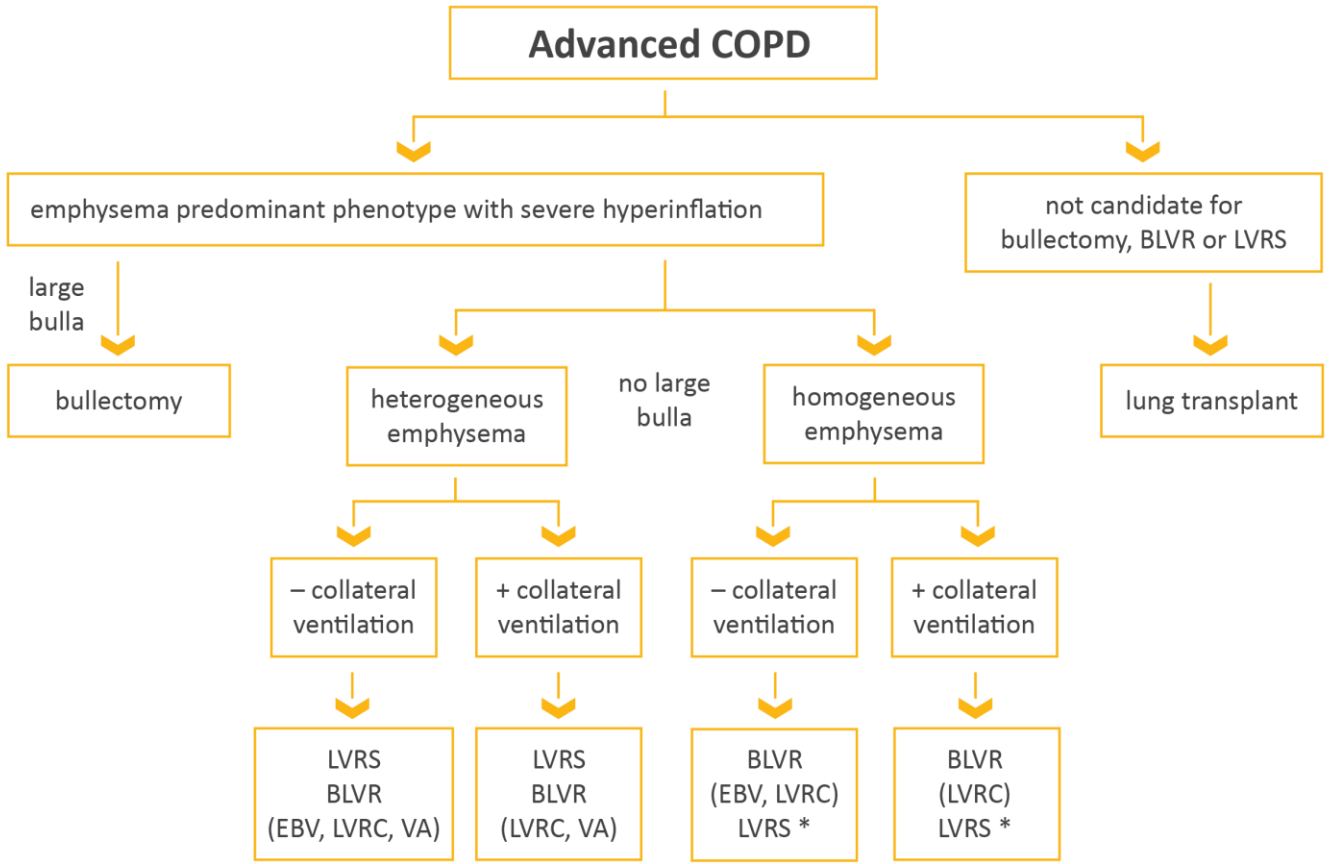 Advanced COPD
emphysema predominant phenotype with severe hyperinflation
not candidate for
bullectomy, BLVR or LVRS
large
bulla
bullectomy
heterogeneous
emphysema
no large
bulla
homogeneous
emphysema
lung transplant
– collateral
ventilation
+ collateral
ventilation
– collateral
ventilation
+ collateral
ventilation
LVRS
BLVR
(EBV, LVRC, VA)
LVRS
BLVR
(LVRC, VA)
BLVR
(EBV, LVRC)
LVRS *
BLVR
(LVRC)
LVRS *